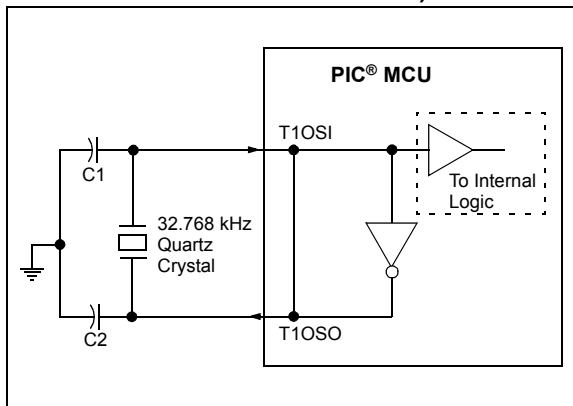 PIC® MCU
T1OSI
C1
To Internal
Logic
32.768 kHz
Quartz
Crystal
C2
T1OSO